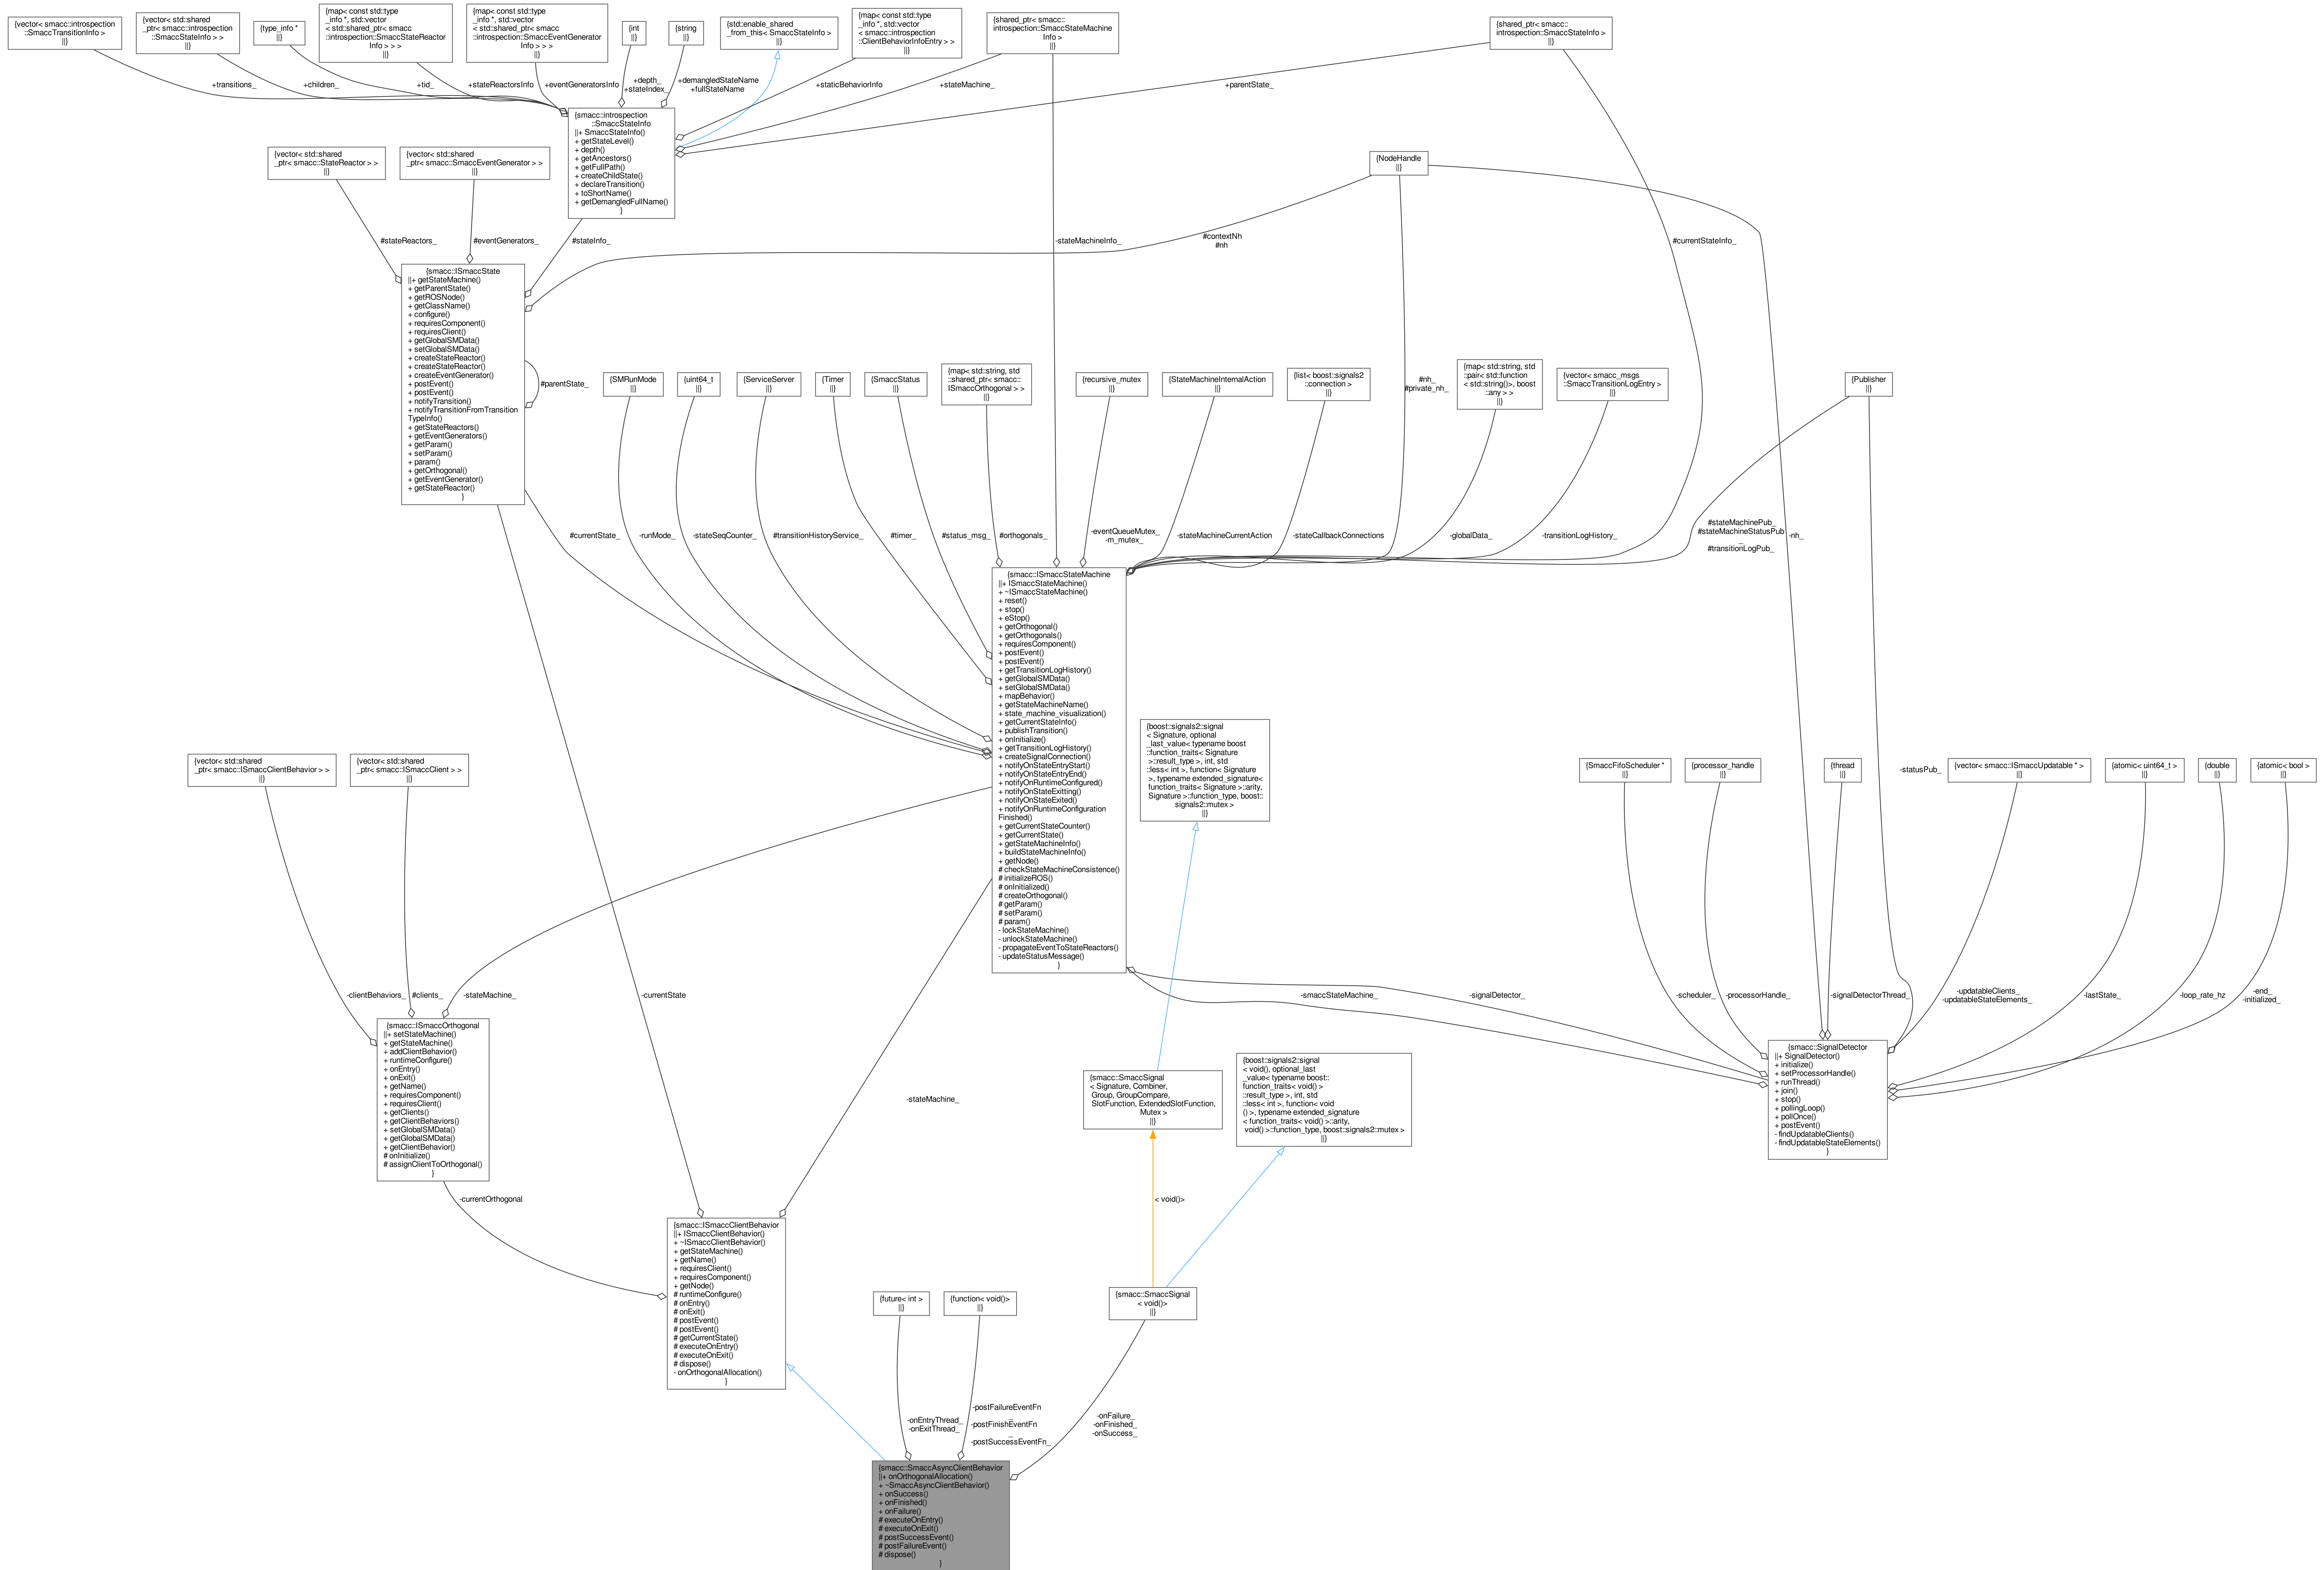 {vector< smacc::introspection
::SmaccTransitionInfo >
||}
{vector< std::shared
_ptr< smacc::introspection
::SmaccStateInfo > >
||}
{type_info *
||}
{map< const std::type
_info *, std::vector
< std::shared_ptr< smacc
::introspection::SmaccStateReactor
Info > > >
||}
{map< const std::type
_info *, std::vector
< std::shared_ptr< smacc
::introspection::SmaccEventGenerator
Info > > >
||}
{int
||}
{string
||}
{std::enable_shared
_from_this< SmaccStateInfo >
||}
{map< const std::type
_info *, std::vector
< smacc::introspection
::ClientBehaviorInfoEntry > >
||}
{shared_ptr< smacc::
introspection::SmaccStateMachine
Info >
||}
{shared_ptr< smacc::
introspection::SmaccStateInfo >
||}
+transitions_
+children_
+tid_
+stateReactorsInfo
+eventGeneratorsInfo
+depth_
+stateIndex_
+demangledStateName
+fullStateName
+staticBehaviorInfo
+stateMachine_
+parentState_
{smacc::introspection
::SmaccStateInfo
||+ SmaccStateInfo()
+ getStateLevel()
+ depth()
+ getAncestors()
+ getFullPath()
+ createChildState()
+ declareTransition()
+ toShortName()
+ getDemangledFullName()
}
{vector< std::shared
_ptr< smacc::StateReactor > >
||}
{vector< std::shared
_ptr< smacc::SmaccEventGenerator > >
||}
{NodeHandle
||}
#stateReactors_
#eventGenerators_
#stateInfo_
#contextNh
#nh
-stateMachineInfo_
#currentStateInfo_
{smacc::ISmaccState
||+ getStateMachine()
+ getParentState()
+ getROSNode()
+ getClassName()
+ configure()
+ requiresComponent()
+ requiresClient()
+ getGlobalSMData()
+ setGlobalSMData()
+ createStateReactor()
+ createStateReactor()
+ createEventGenerator()
+ postEvent()
+ postEvent()
+ notifyTransition()
+ notifyTransitionFromTransition
TypeInfo()
+ getStateReactors()
+ getEventGenerators()
+ getParam()
+ setParam()
+ param()
+ getOrthogonal()
+ getEventGenerator()
+ getStateReactor()
}
#parentState_
{SMRunMode
||}
{uint64_t
||}
{ServiceServer
||}
{Timer
||}
{SmaccStatus
||}
{map< std::string, std
::shared_ptr< smacc::
ISmaccOrthogonal > >
||}
{recursive_mutex
||}
{StateMachineInternalAction
||}
{list< boost::signals2
::connection >
||}
#nh_
#private_nh_
{map< std::string, std
::pair< std::function
< std::string()>, boost
::any > >
||}
{vector< smacc_msgs
::SmaccTransitionLogEntry >
||}
{Publisher
||}
#currentState_
-runMode_
-stateSeqCounter_
#transitionHistoryService_
#timer_
#status_msg_
#orthogonals_
-eventQueueMutex_
-m_mutex_
-stateMachineCurrentAction
-stateCallbackConnections
-globalData_
-transitionLogHistory_
#stateMachinePub_
#stateMachineStatusPub
_
#transitionLogPub_
-nh_
{smacc::ISmaccStateMachine
||+ ISmaccStateMachine()
+ ~ISmaccStateMachine()
+ reset()
+ stop()
+ eStop()
+ getOrthogonal()
+ getOrthogonals()
+ requiresComponent()
+ postEvent()
+ postEvent()
+ getTransitionLogHistory()
+ getGlobalSMData()
+ setGlobalSMData()
+ mapBehavior()
+ getStateMachineName()
+ state_machine_visualization()
+ getCurrentStateInfo()
+ publishTransition()
+ onInitialize()
+ getTransitionLogHistory()
+ createSignalConnection()
+ notifyOnStateEntryStart()
+ notifyOnStateEntryEnd()
+ notifyOnRuntimeConfigured()
+ notifyOnStateExitting()
+ notifyOnStateExited()
+ notifyOnRuntimeConfiguration
Finished()
+ getCurrentStateCounter()
+ getCurrentState()
+ getStateMachineInfo()
+ buildStateMachineInfo()
+ getNode()
# checkStateMachineConsistence()
# initializeROS()
# onInitialized()
# createOrthogonal()
# getParam()
# setParam()
# param()
- lockStateMachine()
- unlockStateMachine()
- propagateEventToStateReactors()
- updateStatusMessage()
}
{boost::signals2::signal
< Signature, optional
_last_value< typename boost
::function_traits< Signature
>::result_type >, int, std
::less< int >, function< Signature
>, typename extended_signature<
function_traits< Signature >::arity,
Signature >::function_type, boost::
signals2::mutex >
||}
{vector< std::shared
_ptr< smacc::ISmaccClientBehavior > >
||}
{vector< std::shared
_ptr< smacc::ISmaccClient > >
||}
{SmaccFifoScheduler *
||}
{processor_handle
||}
{thread
||}
-statusPub_
{vector< smacc::ISmaccUpdatable * >
||}
{atomic< uint64_t >
||}
{double
||}
{atomic< bool >
||}
-clientBehaviors_
#clients_
-stateMachine_
-currentState
-smaccStateMachine_
-signalDetector_
-scheduler_
-processorHandle_
-signalDetectorThread_
-updatableClients_
-updatableStateElements_
-lastState_
-loop_rate_hz
-end_
-initialized_
{smacc::ISmaccOrthogonal
||+ setStateMachine()
+ getStateMachine()
+ addClientBehavior()
+ runtimeConfigure()
+ onEntry()
+ onExit()
+ getName()
+ requiresComponent()
+ requiresClient()
+ getClients()
+ getClientBehaviors()
+ setGlobalSMData()
+ getGlobalSMData()
+ getClientBehavior()
# onInitialize()
# assignClientToOrthogonal()
}
{smacc::SignalDetector
||+ SignalDetector()
+ initialize()
+ setProcessorHandle()
+ runThread()
+ join()
+ stop()
+ pollingLoop()
+ pollOnce()
+ postEvent()
- findUpdatableClients()
- findUpdatableStateElements()
}
-stateMachine_
{smacc::SmaccSignal
< Signature, Combiner,
Group, GroupCompare,
SlotFunction, ExtendedSlotFunction,
Mutex >
||}
{boost::signals2::signal
< void(), optional_last
_value< typename boost::
function_traits< void() >
::result_type >, int, std
::less< int >, function< void
() >, typename extended_signature
< function_traits< void() >::arity,
void() >::function_type, boost::signals2::mutex >
||}
-currentOrthogonal
< void()>
{smacc::ISmaccClientBehavior
||+ ISmaccClientBehavior()
+ ~ISmaccClientBehavior()
+ getStateMachine()
+ getName()
+ requiresClient()
+ requiresComponent()
+ getNode()
# runtimeConfigure()
# onEntry()
# onExit()
# postEvent()
# postEvent()
# getCurrentState()
# executeOnEntry()
# executeOnExit()
# dispose()
- onOrthogonalAllocation()
}
{future< int >
||}
{function< void()>
||}
{smacc::SmaccSignal
< void()>
||}
-onEntryThread_
-onExitThread_
-postFailureEventFn
_
-postFinishEventFn
_
-postSuccessEventFn_
-onFailure_
-onFinished_
-onSuccess_
{smacc::SmaccAsyncClientBehavior
||+ onOrthogonalAllocation()
+ ~SmaccAsyncClientBehavior()
+ onSuccess()
+ onFinished()
+ onFailure()
# executeOnEntry()
# executeOnExit()
# postSuccessEvent()
# postFailureEvent()
# dispose()
}